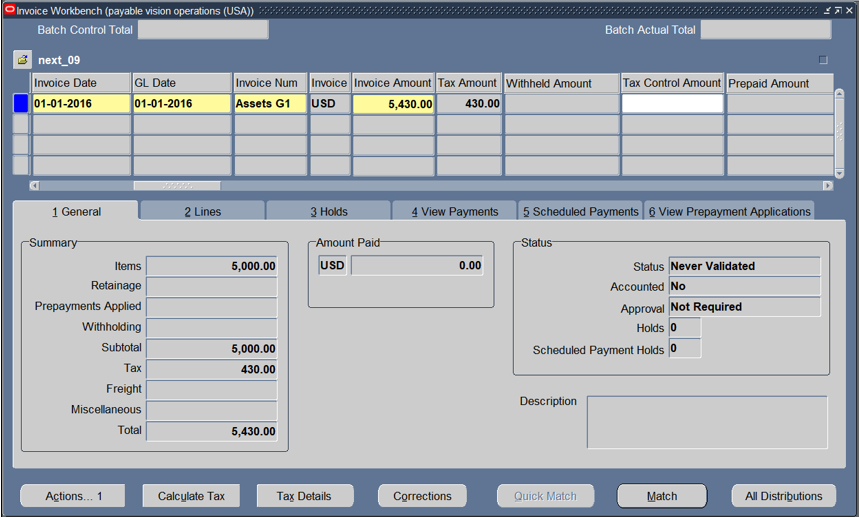 Invoice Workbench (payable vision operations (USA))
Batch Control Total Batch Actual Total
next_09
Invoice Date GL Date Invoice Num Invoice Invoice Amount Tax Amount Withheld Amount Tax Control Amount Prepaid Amount
01-01-2016 01-01-2016 Assets G1 USD 5,430.00 430.00
1 General 2 Lines 3 Holds 4 View Payments 5 Scheduled Payments 6 View Prepayment Applications
Summary Amount Paid Status
Items 5,000.00 USD 0.00 Status Never Validated
Retainage Accounted No
Prepayments Applied Approval Not Required
Withholding Holds 0
Subtotal 5,000.00 Scheduled Payment Holds 0
Tax 430.00
Freight
Miscellaneous Description
Total 5,430.00
Actions... 1 Calculate Tax Tax Details Corrections Quick Match Match All Distributions